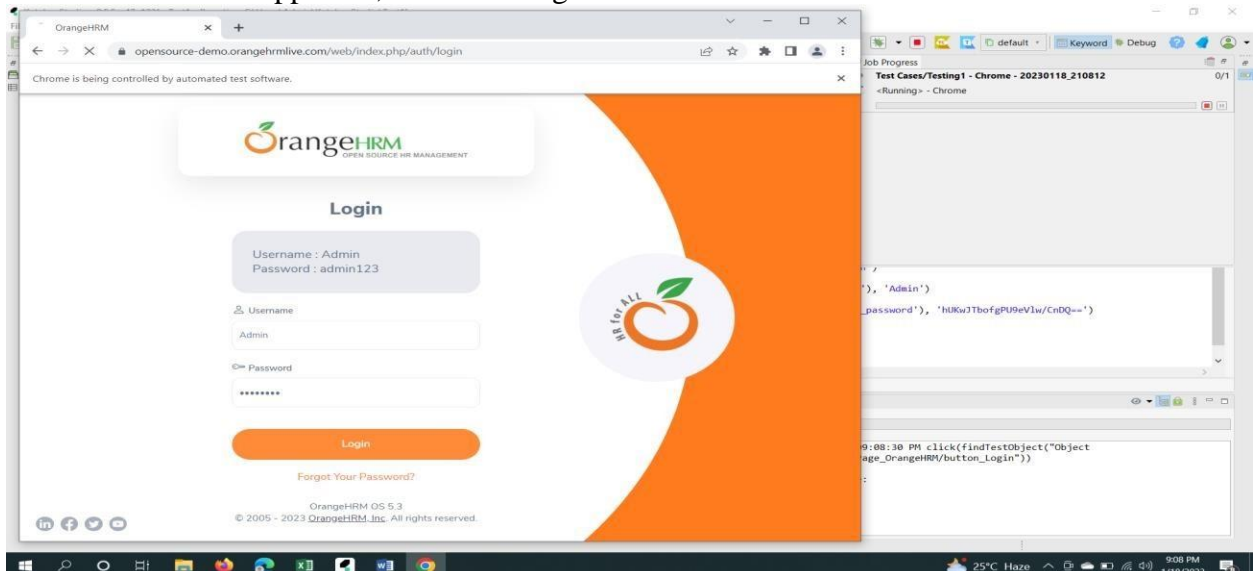 OrangeHRM
opensource-demo.orangehrmlive.com/web/index.php/auth/login
Chrome is being controlled by automated test software.
OrangeHRM
OPEN SOURCE HR MANAGEMENT
Login
Username : Admin
Password : admin123
Username
Admin
Password
••••••••
Login
Forgot Your Password?
OrangeHRM OS 5.3
© 2005 - 2023 OrangeHRM, Inc. All rights reserved.
HR for ALL
default
Keyword
Debug
Job Progress
Test Cases/Testing1 - Chrome - 20230118_210812
0/1
<Running> - Chrome
'), 'Admin')
_password'), 'hUKwJTbofgPU9eVlw/CnDQ==')
9:08:30 PM click(findTestObject("Object
age_OrangeHRM/button_Login"))
:
25°C Haze
9:08 PM